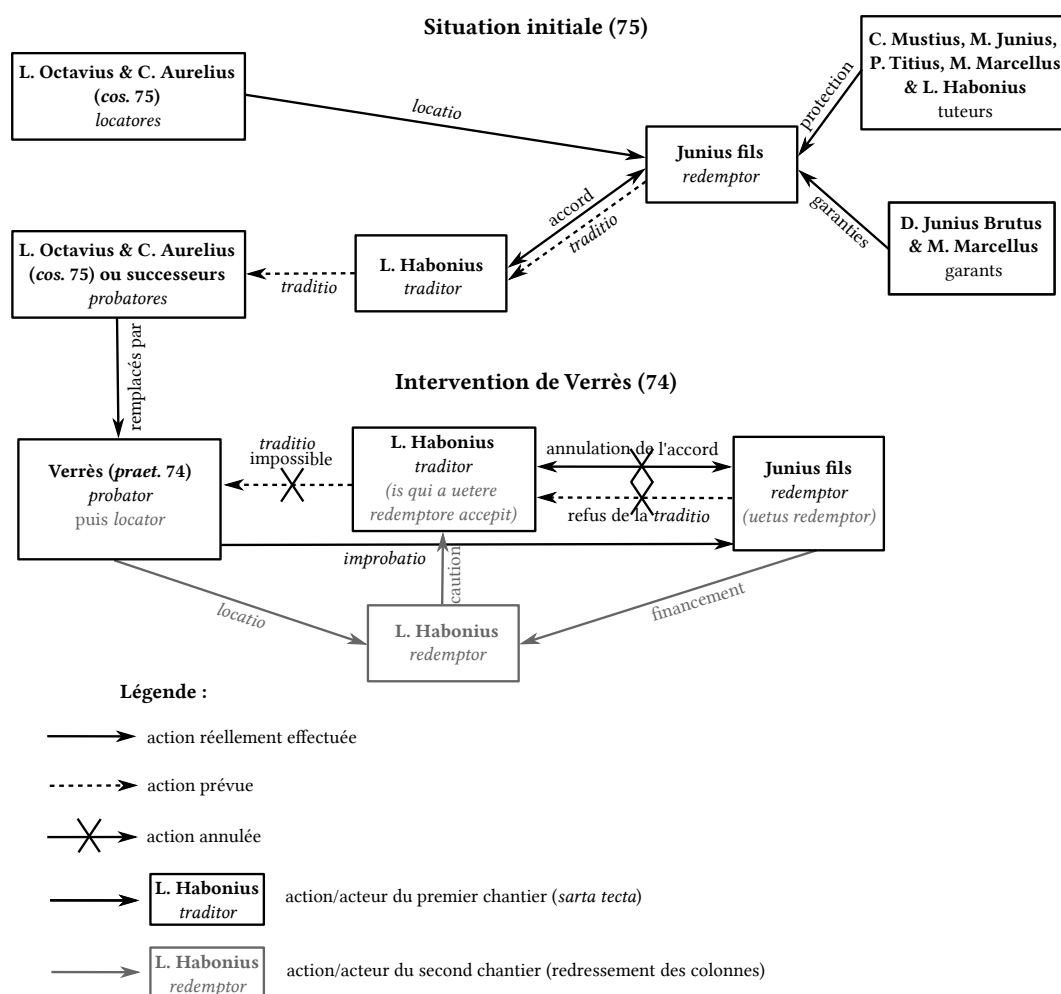 Situation initiale (75)
L. Octavius & C. Aurelius
(cos. 75)
locatores
locatio
C. Mustius, M. Junius,
P. Titius, M. Marcellus
& L. Habonius
tuteurs
protection
Junius fils
redemptor
accord
traditio
garanties
D. Junius Brutus
& M. Marcellus
garants
L. Octavius & C. Aurelius
(cos. 75) ou successeurs
probatores
traditio
L. Habonius
traditor
remplacés par
Intervention de Verrès (74)
Verrès (praet. 74)
probator
puis locator
traditio
impossible
L. Habonius
traditor
(is qui a uetere
redemptore accepit)
annulation de l'accord
refus de la traditio
Junius fils
redemptor
(uetus redemptor)
improbatio
locatio
caution
financement
L. Habonius
redemptor
Légende :
action réellement effectuée
action prévue
action annulée
L. Habonius
traditor
action/acteur du premier chantier (sarta tecta)
L. Habonius
redemptor
action/acteur du second chantier (redressement des colonnes)